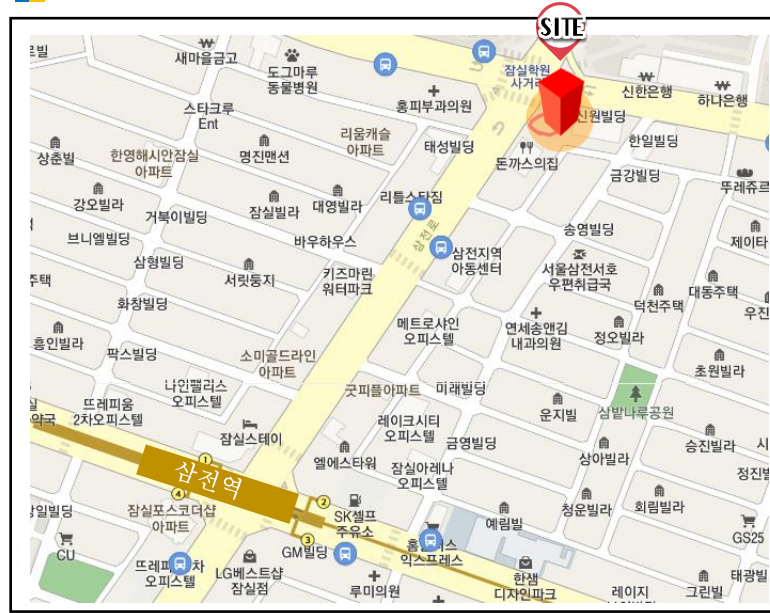 SITE
새마을금고
도그마루
동물병원
잠실학원
사거리
신한은행
하나은행
홍피부과의원
신원빌딩
스타크루
Ent
리움캐슬
아파트
태성빌딩
한일빌딩
상춘빌
한영해시안잠실
아파트
명진맨션
돈까스의집
금강빌딩
뚜레쥬르
강오빌라
거북이빌딩
잠실빌라
대영빌라
송영빌딩
제이타
브니엘빌딩
바우하우스
삼전로
삼전지역
아동센터
삼형빌딩
서릿둥지
키즈마린
워터파크
서울삼전서호
우편취급국
대동주택
주택
화창빌딩
덕천주택
우진
메트로샤인
오피스텔
연세송앤김
내과의원
정오빌라
흥인빌라
팍스빌딩
소미골드라인
아파트
초원빌라
나인팰리스
오피스텔
굿피플아파트
미래빌딩
뜨레피움
2차오피스텔
약국
레이크시티
오피스텔
운지빌
삼밭나루공원
잠실스테이
금영빌딩
승진빌라
엘에스타워
잠실아레나
오피스텔
상아빌라
정진빌
삼전역
1
2
3
4
잠실포스코더샵
아파트
SK셀프
주유소
예림빌
청운빌라
회림빌라
GS25
CU
GM빌딩
익스프레스
오피스텔
LG베스트샵
잠실점
루미의원
한샘
디자인파크
레이지
그린빌
태광빌